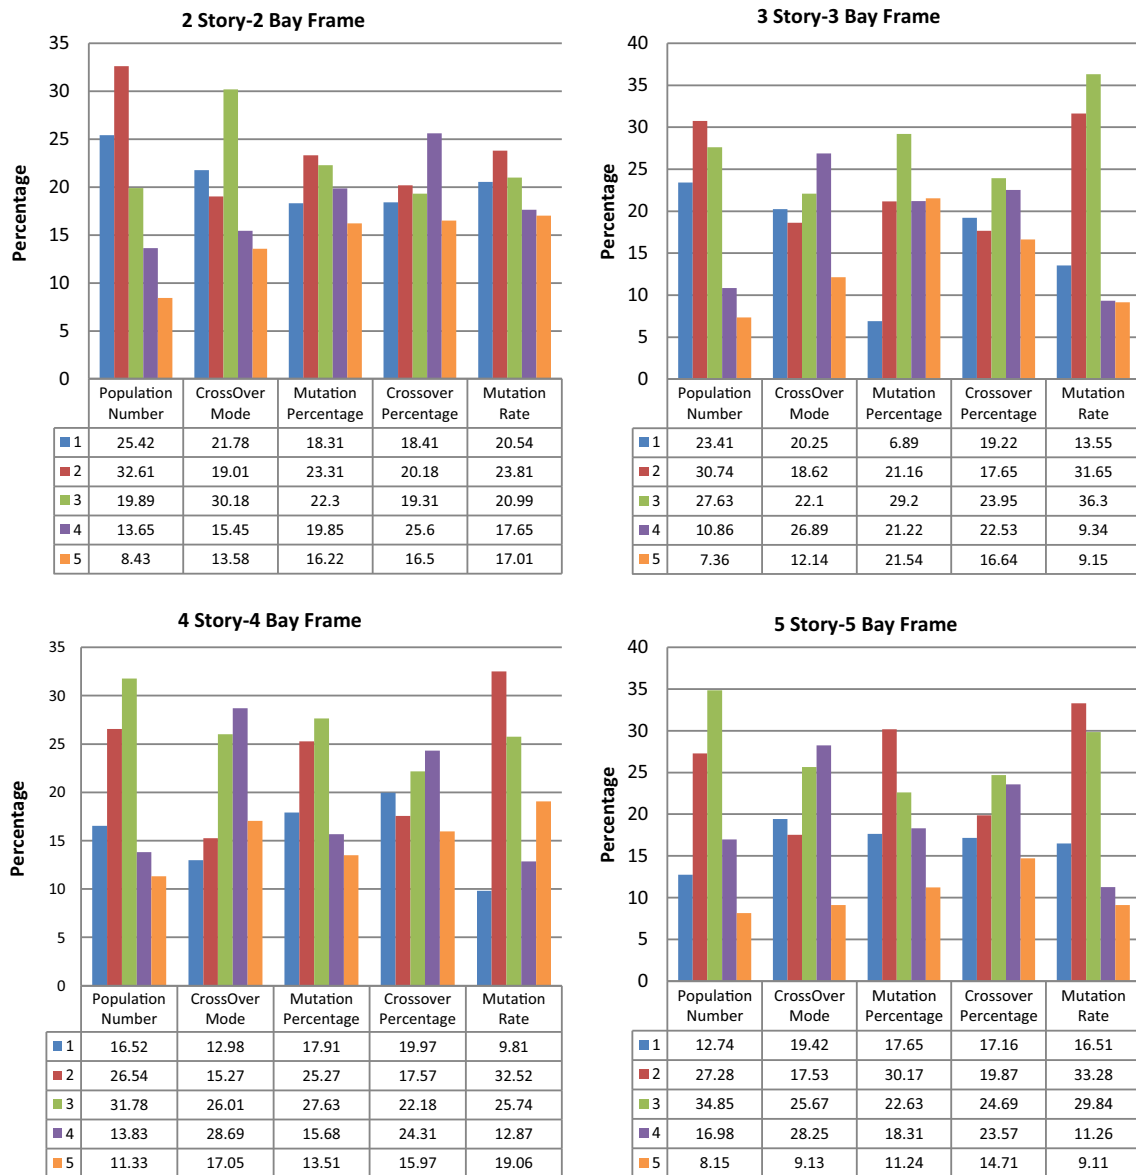 2 Story-2 Bay Frame
Percentage
35
30
25
20
15
10
5
0
Population Number CrossOver Mode Mutation Percentage Crossover Percentage Mutation Rate
1 25.42 21.78 18.31 18.41 20.54
2 32.61 19.01 23.31 20.18 23.81
3 19.89 30.18 22.3 19.31 20.99
4 13.65 15.45 19.85 25.6 17.65
5 8.43 13.58 16.22 16.5 17.01
3 Story-3 Bay Frame
Percentage
40
35
30
25
20
15
10
5
0
Population Number CrossOver Mode Mutation Percentage Crossover Percentage Mutation Rate
1 23.41 20.25 6.89 19.22 13.55
2 30.74 18.62 21.16 17.65 31.65
3 27.63 22.1 29.2 23.95 36.3
4 10.86 26.89 21.22 22.53 9.34
5 7.36 12.14 21.54 16.64 9.15
4 Story-4 Bay Frame
Percentage
35
30
25
20
15
10
5
0
Population Number CrossOver Mode Mutation Percentage Crossover Percentage Mutation Rate
1 16.52 12.98 17.91 19.97 9.81
2 26.54 15.27 25.27 17.57 32.52
3 31.78 26.01 27.63 22.18 25.74
4 13.83 28.69 15.68 24.31 12.87
5 11.33 17.05 13.51 15.97 19.06
5 Story-5 Bay Frame
Percentage
40
35
30
25
20
15
10
5
0
Population Number CrossOver Mode Mutation Percentage Crossover Percentage Mutation Rate
1 12.74 19.42 17.65 17.16 16.51
2 27.28 17.53 30.17 19.87 33.28
3 34.85 25.67 22.63 24.69 29.84
4 16.98 28.25 18.31 23.57 11.26
5 8.15 9.13 11.24 14.71 9.11